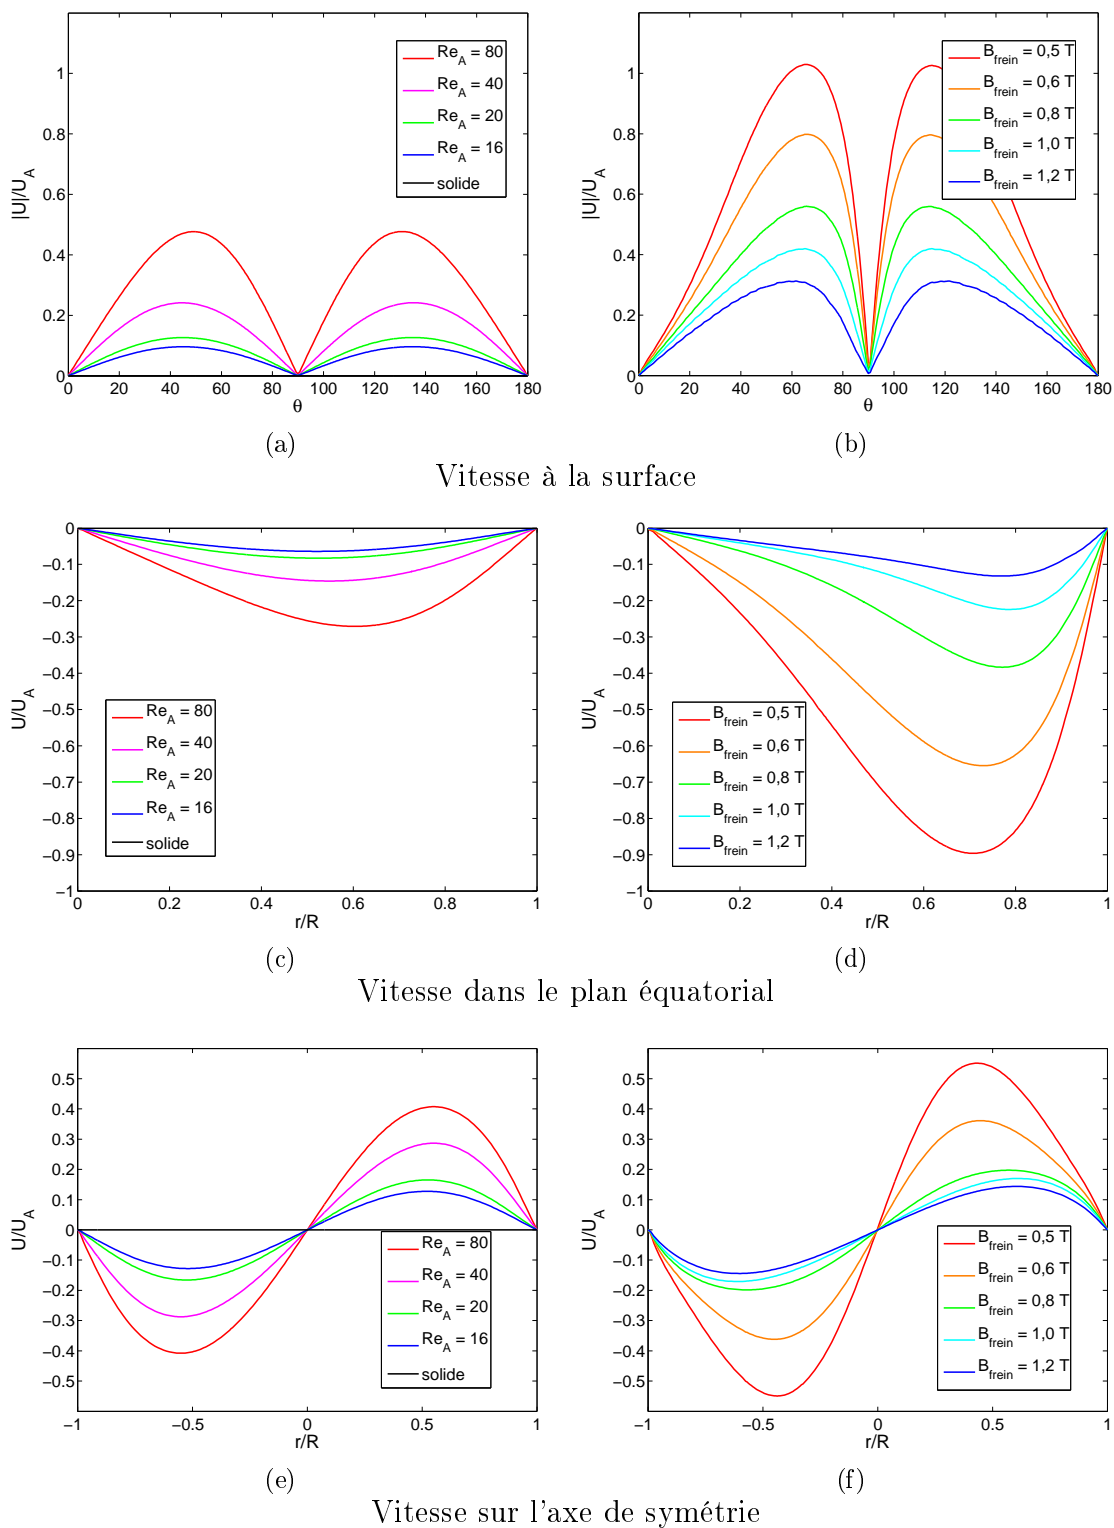 Re_A = 80
Re_A = 40
Re_A = 20
Re_A = 16
solide
|U|/U_A
1
0.8
0.6
0.4
0.2
0
0 20 40 60 80 100 120 140 160 180
θ
(a)
B_frein = 0,5 T
B_frein = 0,6 T
B_frein = 0,8 T
B_frein = 1,0 T
B_frein = 1,2 T
|U|/U_A
1
0.8
0.6
0.4
0.2
0
0 20 40 60 80 100 120 140 160 180
θ
(b)
Vitesse à la surface
0
−0.1
−0.2
−0.3
−0.4
−0.5
−0.6
−0.7
−0.8
−0.9
−1
U/U_A
Re_A = 80
Re_A = 40
Re_A = 20
Re_A = 16
solide
0 0.2 0.4 0.6 0.8 1
r/R
(c)
0
−0.1
−0.2
−0.3
−0.4
−0.5
−0.6
−0.7
−0.8
−0.9
−1
U/U_A
B_frein = 0,5 T
B_frein = 0,6 T
B_frein = 0,8 T
B_frein = 1,0 T
B_frein = 1,2 T
0 0.2 0.4 0.6 0.8 1
r/R
(d)
Vitesse dans le plan équatorial
0.5
0.4
0.3
0.2
0.1
0
−0.1
−0.2
−0.3
−0.4
−0.5
U/U_A
Re_A = 80
Re_A = 40
Re_A = 20
Re_A = 16
solide
−1 −0.5 0 0.5 1
r/R
(e)
0.5
0.4
0.3
0.2
0.1
0
−0.1
−0.2
−0.3
−0.4
−0.5
U/U_A
B_frein = 0,5 T
B_frein = 0,6 T
B_frein = 0,8 T
B_frein = 1,0 T
B_frein = 1,2 T
−1 −0.5 0 0.5 1
r/R
(f)
Vitesse sur l'axe de symétrie